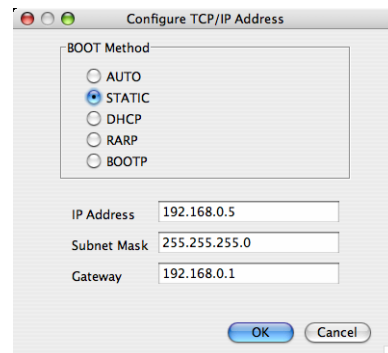 Configure TCP/IP Address
BOOT Method
AUTO
STATIC
DHCP
RARP
BOOTP
IP Address 192.168.0.5
Subnet Mask 255.255.255.0
Gateway 192.168.0.1
OK Cancel